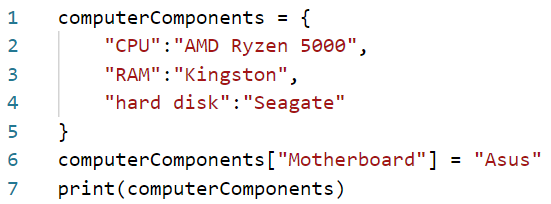 1 computerComponents = {
2     "CPU":"AMD Ryzen 5000",
3     "RAM":"Kingston",
4     "hard disk":"Seagate"
5 }
6 computerComponents["Motherboard"] = "Asus"
7 print(computerComponents)